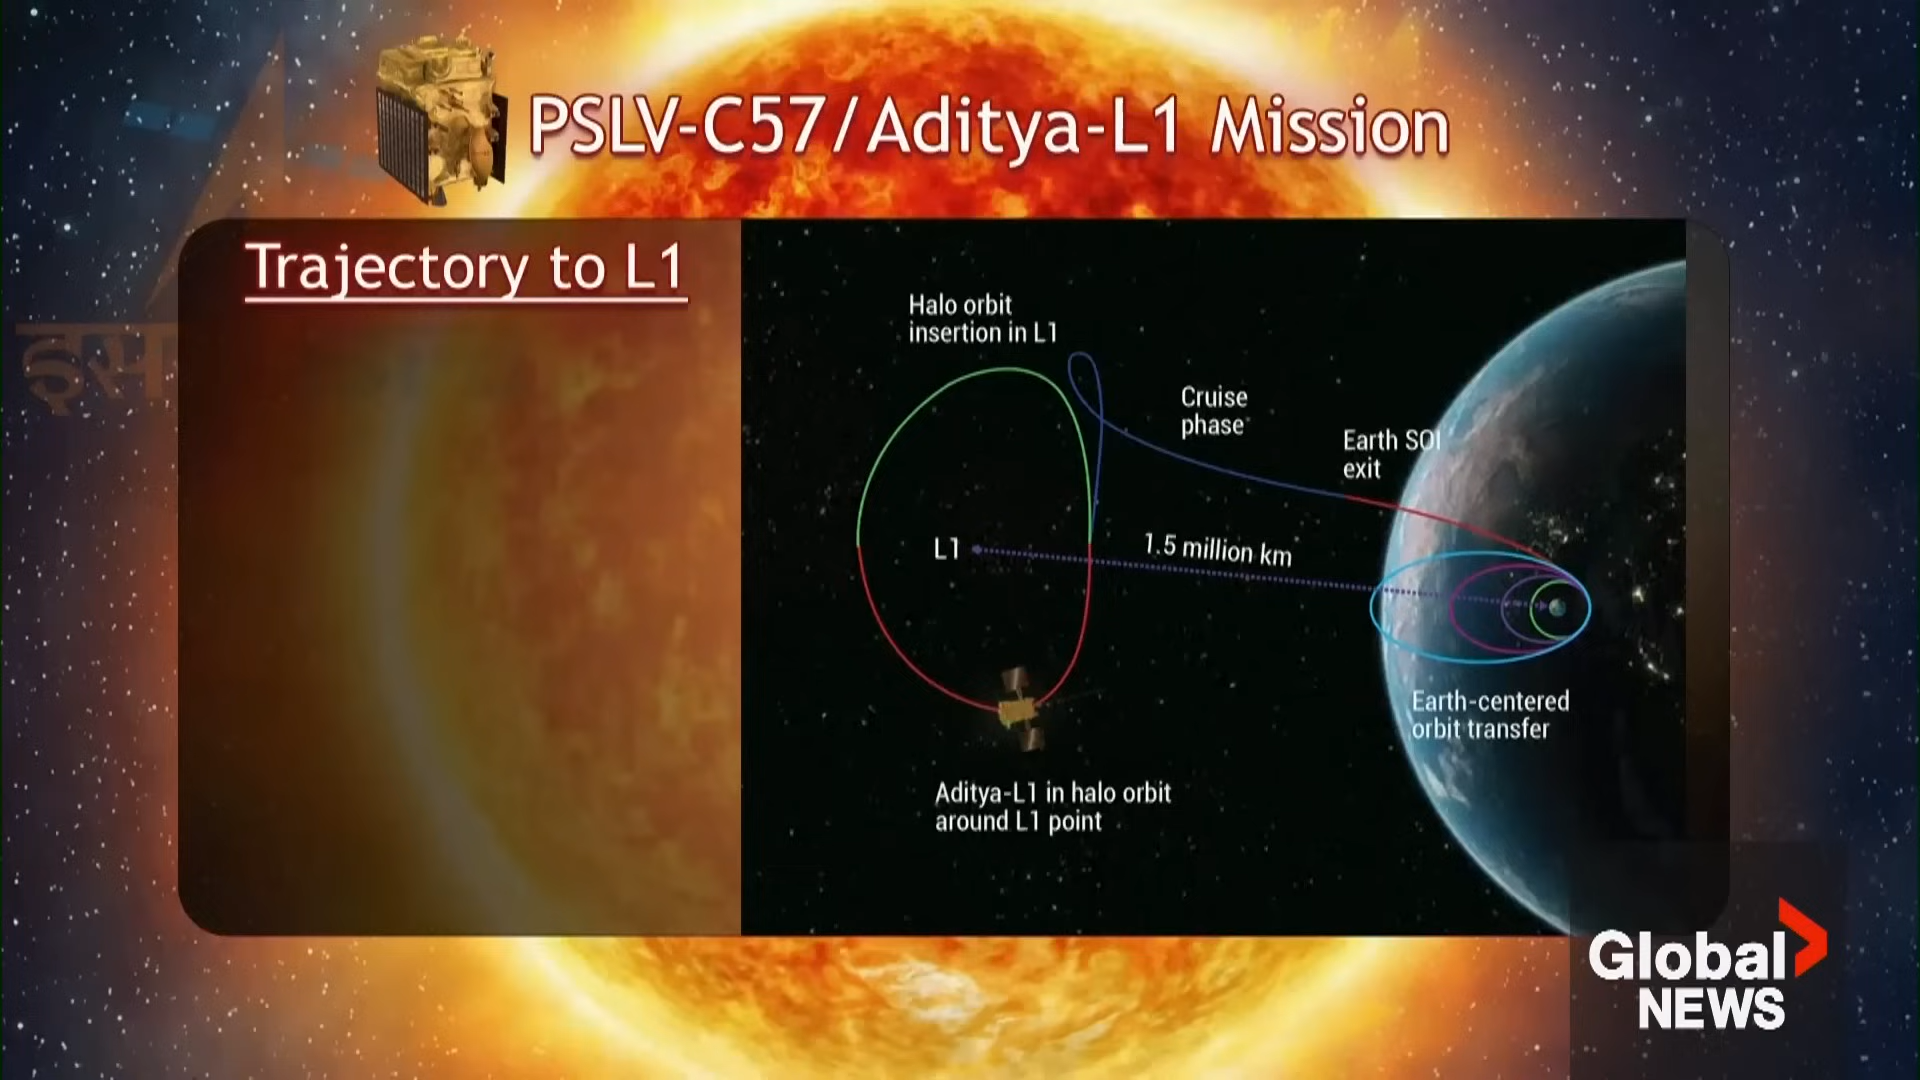 PSLV-C57/Aditya-L1 Mission
Trajectory to L1
Halo orbit
insertion in L1
Cruise
phase
Earth SOI
exit
1.5 million km
L1
Earth-centered
orbit transfer
Aditya-L1 in halo orbit
around L1 point
इस
Global
NEWS